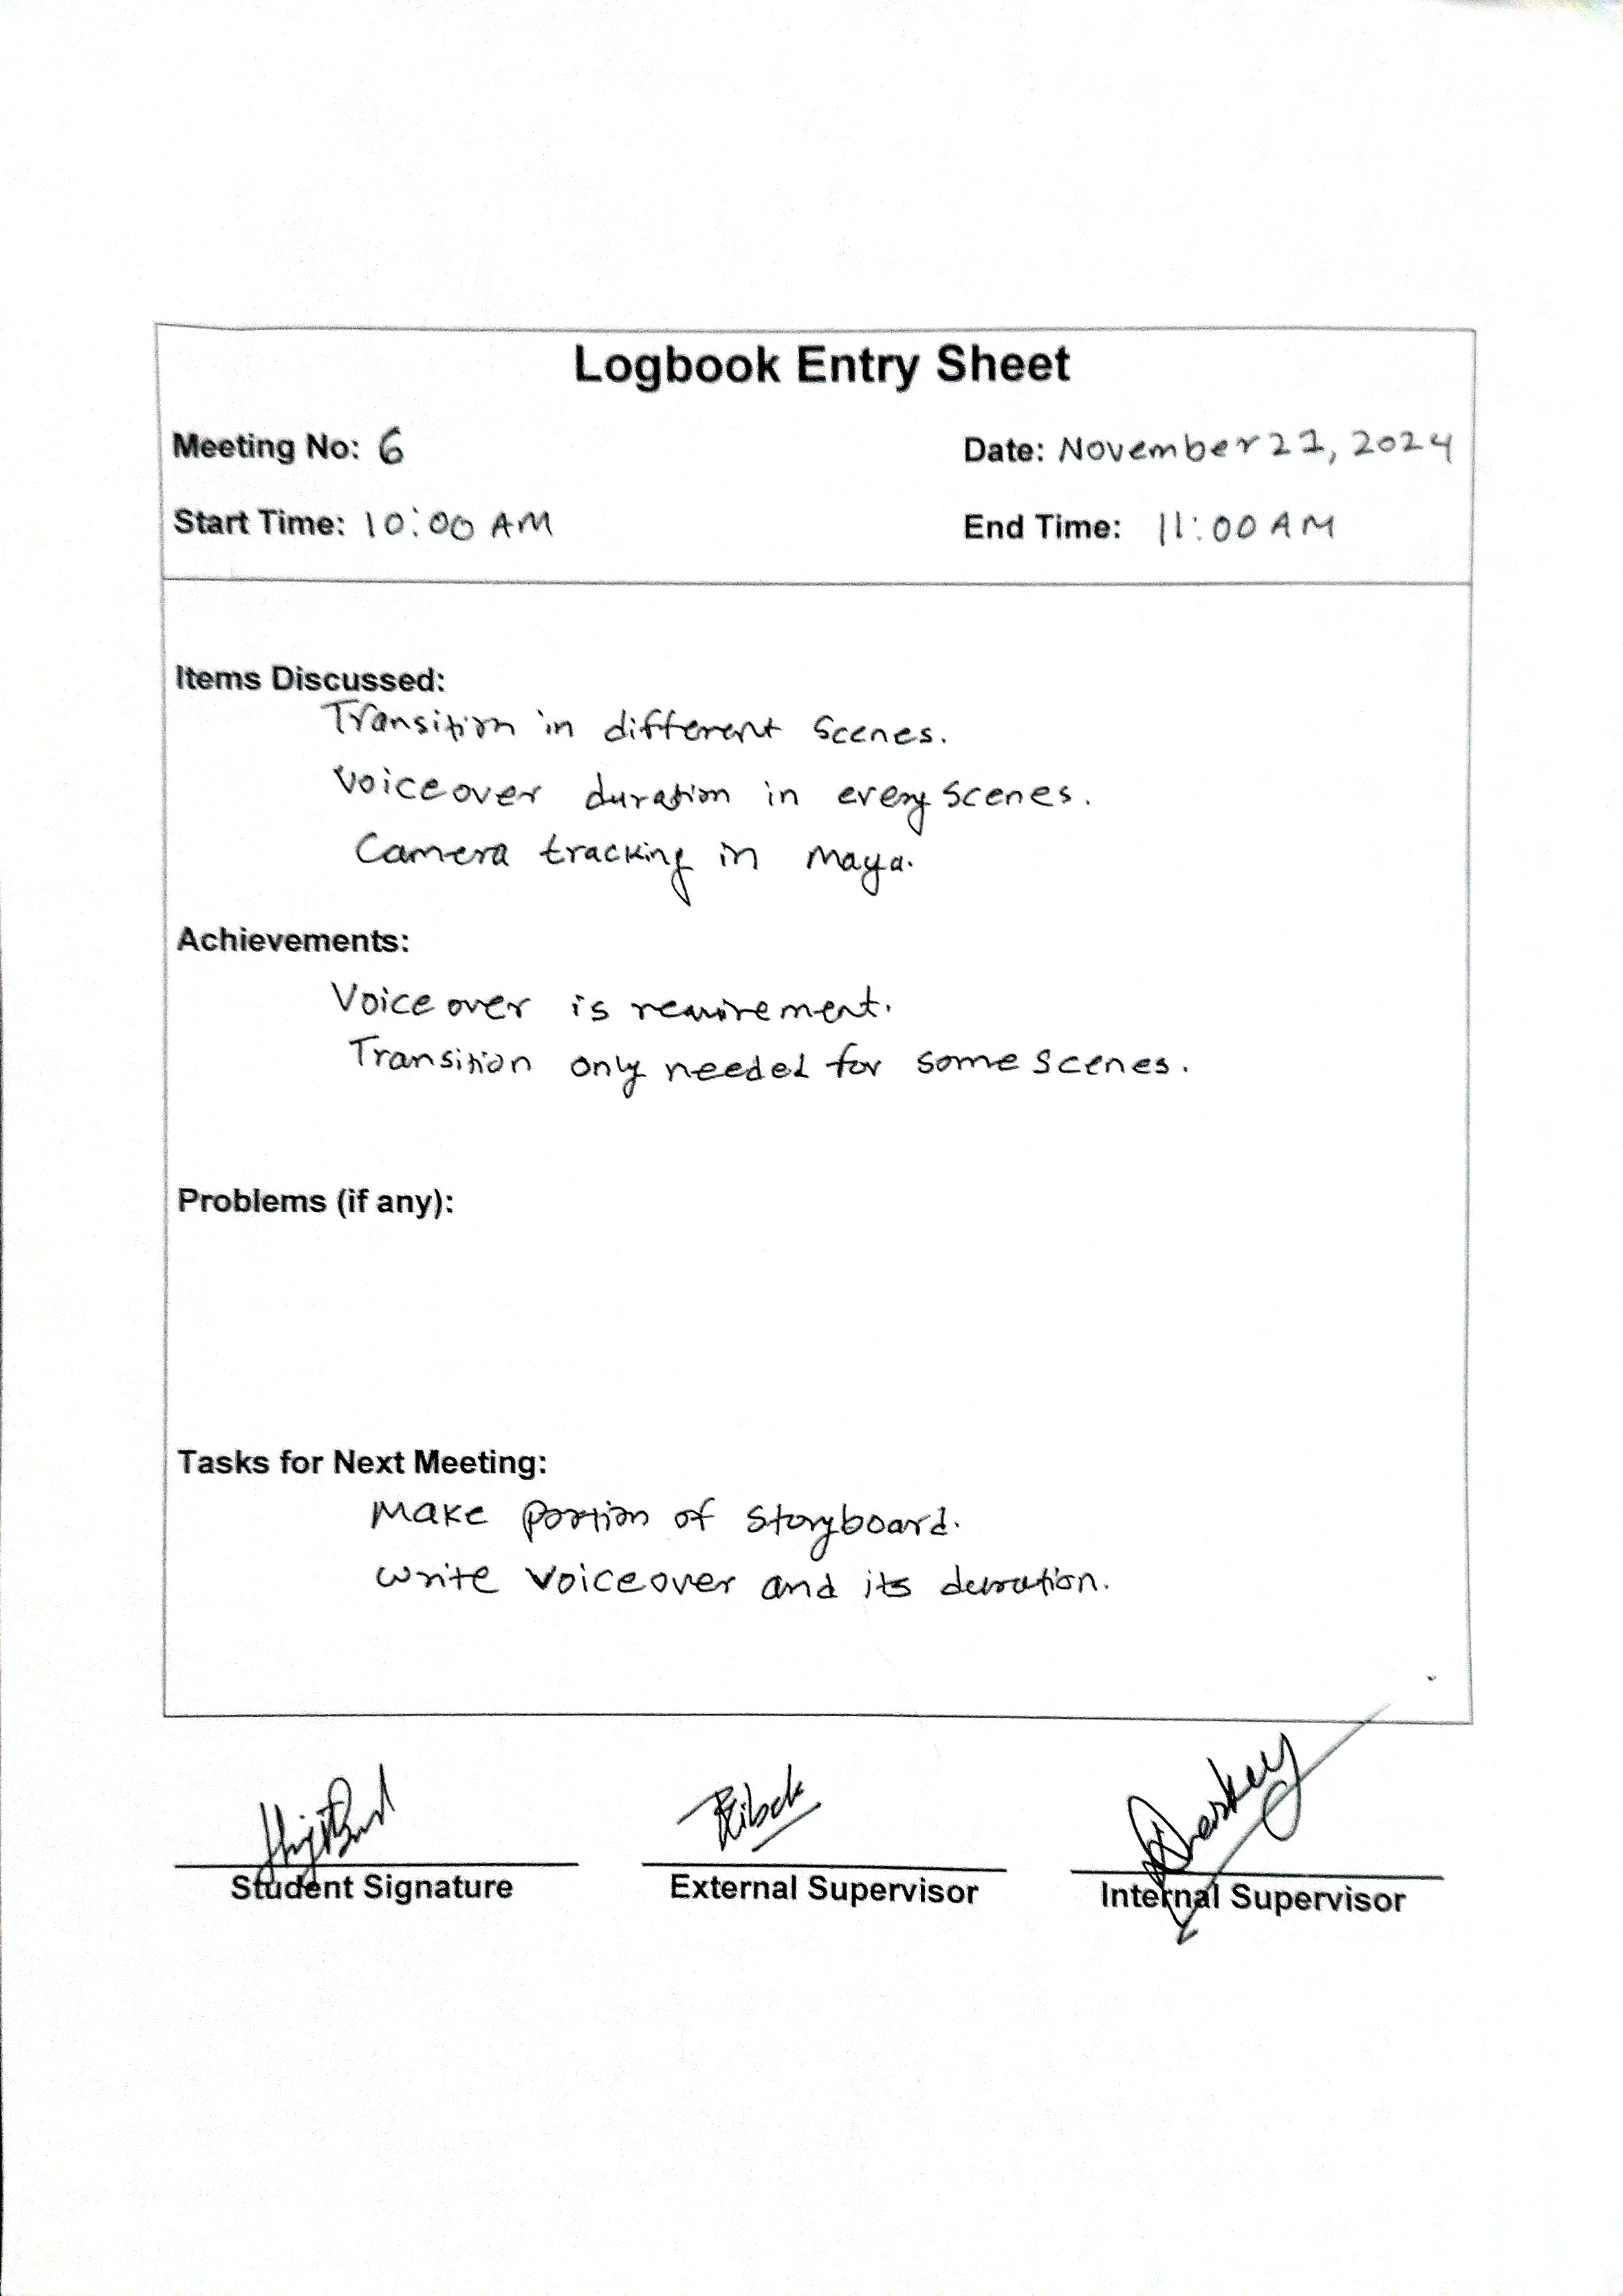 Logbook Entry Sheet
Meeting No: 6
Date: November 21, 2024
Start Time: 10:00 AM
End Time: 11:00 AM
Items Discussed:
Transition in different scenes.
Voiceover duration in every scenes.
Camera tracking in Maya.
Achievements:
Voice over is requirement.
Transition only needed for some scenes.
Problems (if any):
Tasks for Next Meeting:
Make portion of storyboard.
write voiceover and its duration.
Student Signature
External Supervisor
Internal Supervisor